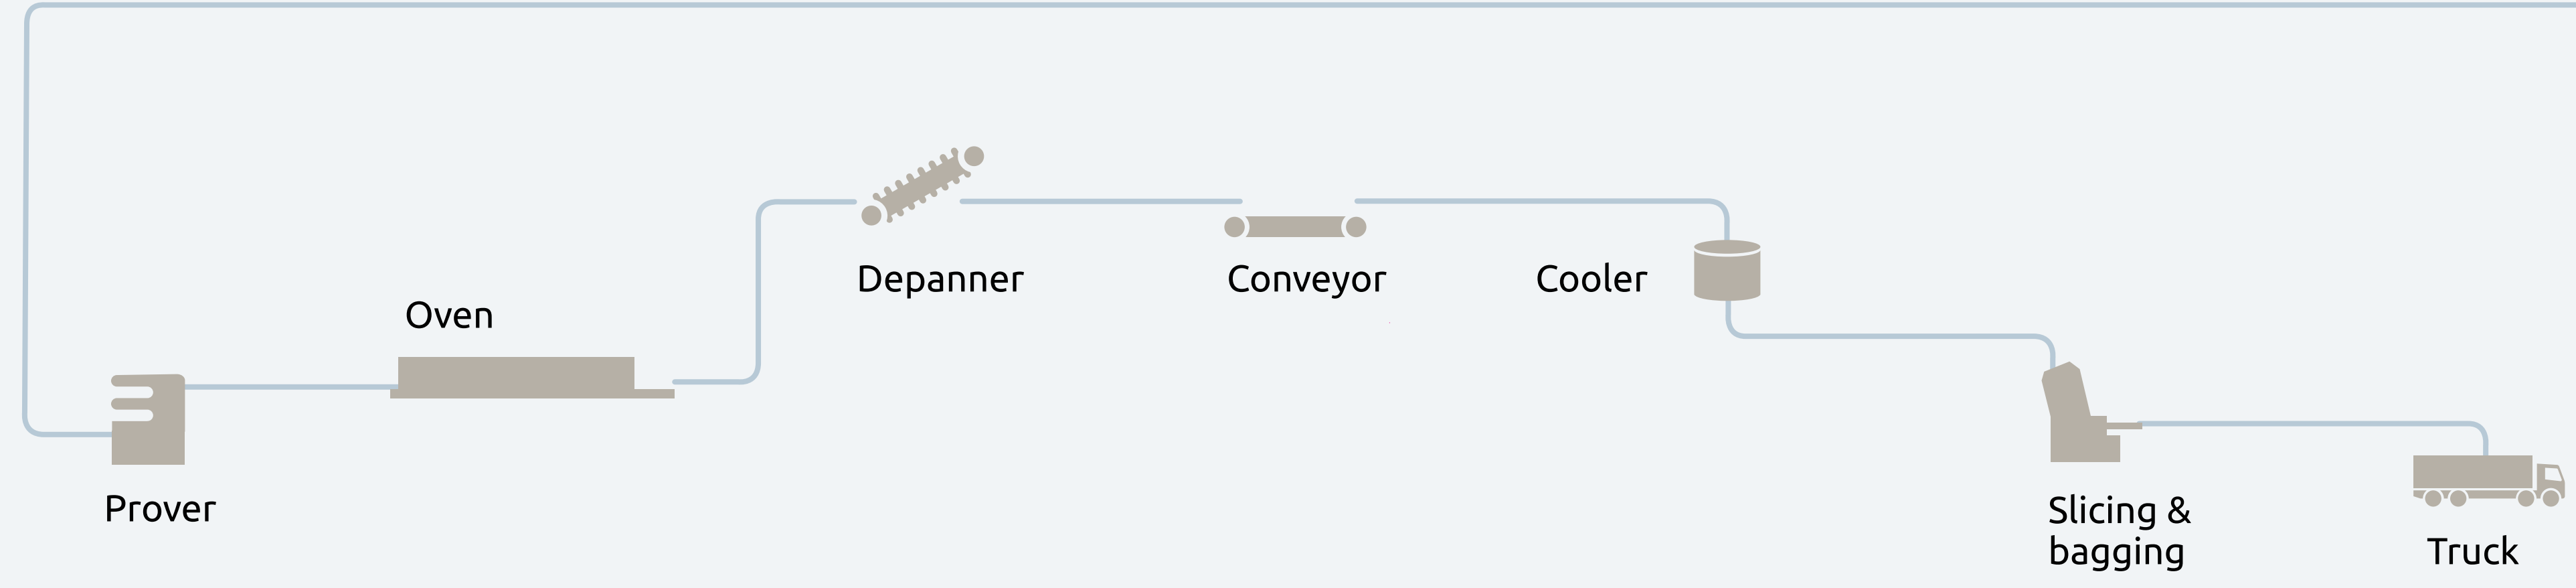 Oven
Depanner
Conveyor
Cooler
Prover
Slicing &
bagging
Truck